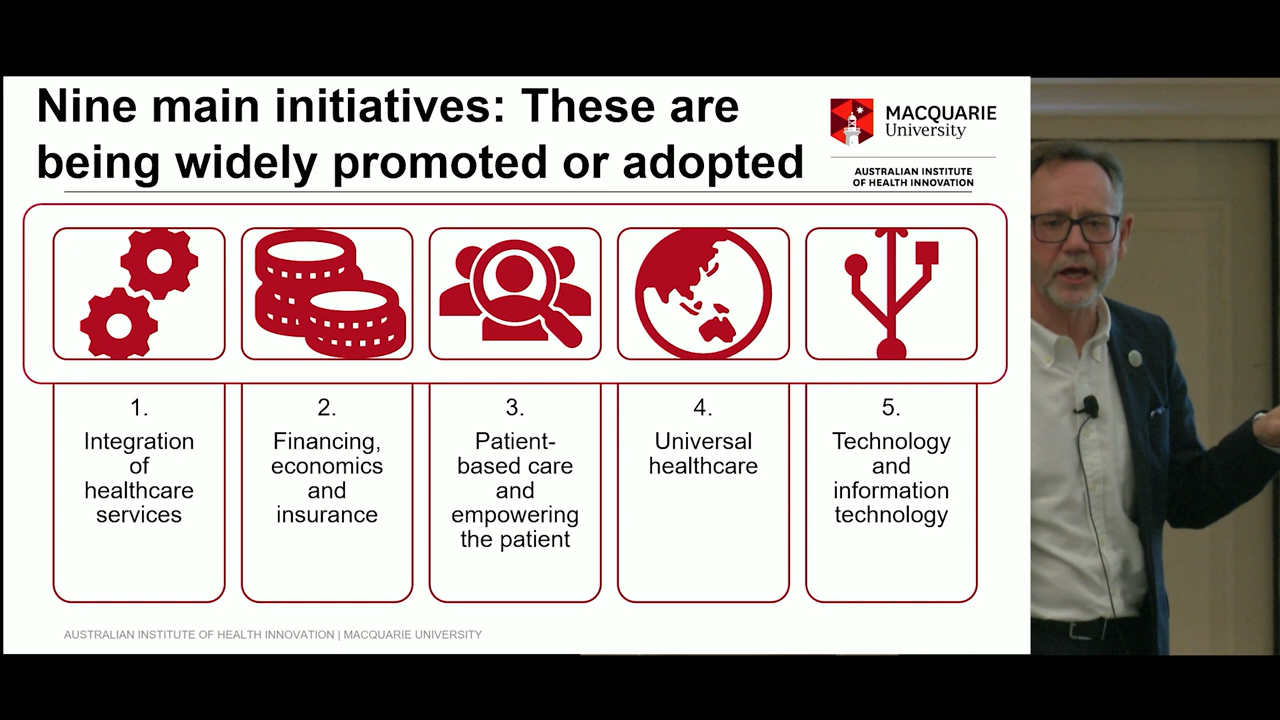 Nine main initiatives: These are
being widely promoted or adopted
MACQUARIE
University
AUSTRALIAN INSTITUTE
OF HEALTH INNOVATION
1.
Integration
of
healthcare
services
2.
Financing,
economics
and
insurance
3.
Patient-
based care
and
empowering
the patient
4.
Universal
healthcare
5.
Technology
and
information
technology
AUSTRALIAN INSTITUTE OF HEALTH INNOVATION | MACQUARIE UNIVERSITY